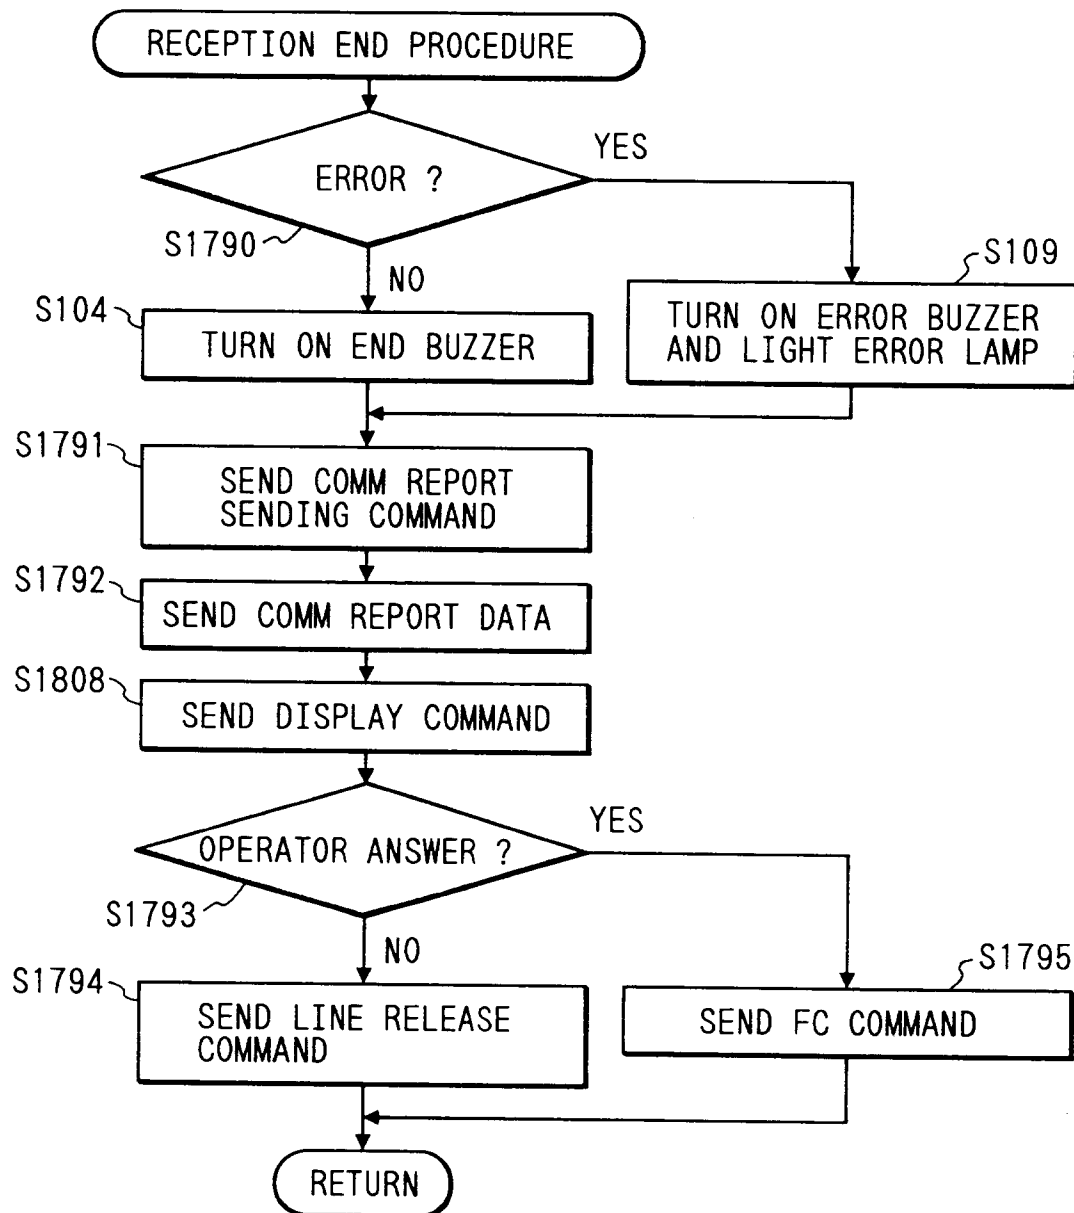 RECEPTION END PROCEDURE
ERROR ?
YES
S1790
NO
S109
S104
TURN ON END BUZZER
TURN ON ERROR BUZZER
AND LIGHT ERROR LAMP
S1791
SEND COMM REPORT
SENDING COMMAND
S1792
SEND COMM REPORT DATA
S1808
SEND DISPLAY COMMAND
OPERATOR ANSWER ?
YES
S1793
NO
S1794
SEND LINE RELEASE
COMMAND
S1795
SEND FC COMMAND
RETURN